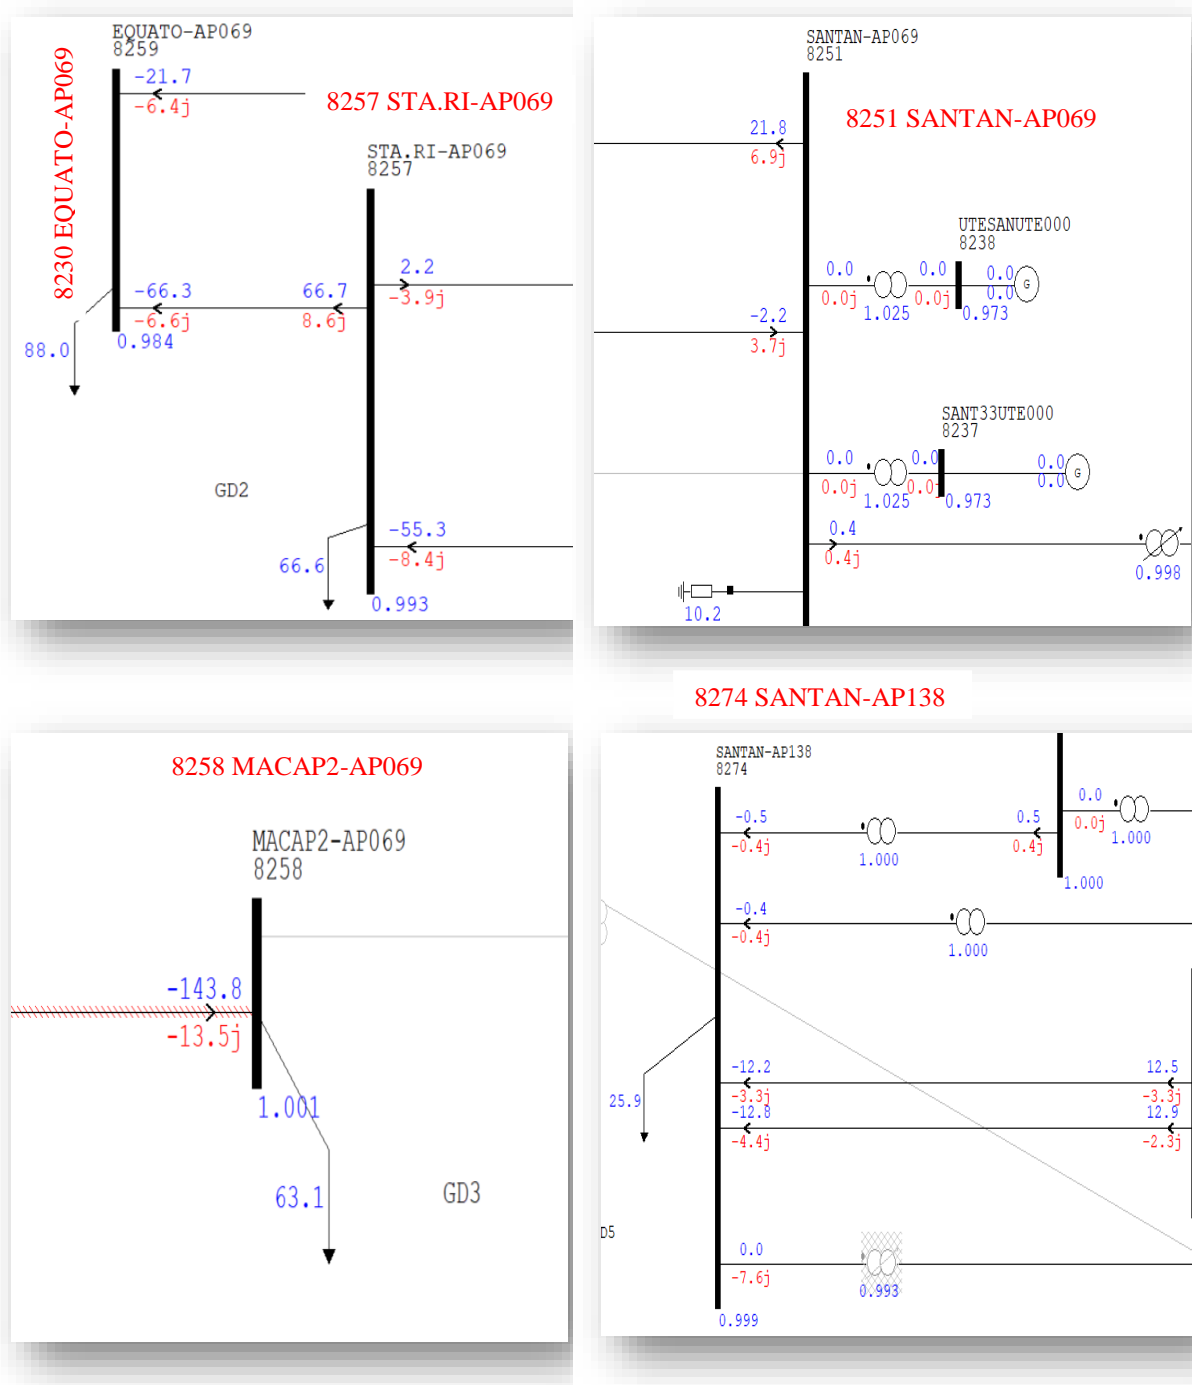 EQUATO-AP069
8259
8230 EQUATO-AP069
-21.7
-6.4j
8257 STA.RI-AP069
STA.RI-AP069
8257
2.2
-3.9j
-66.3
-6.6j
66.7
8.6j
0.984
88.0
GD2
-55.3
-8.4j
66.6
0.993
SANTAN-AP069
8251
8251 SANTAN-AP069
21.8
6.9j
UTESANUTE000
8238
0.0
0.0j
1.025
0.0
0.0j
0.0
0.0
G
0.973
-2.2
3.7j
SANT33UTE000
8237
0.0
0.0j
1.025
0.0
0.0j
0.0
0.0
G
0.973
0.4
0.4j
0.998
10.2
8274 SANTAN-AP138
8258 MACAP2-AP069
MACAP2-AP069
8258
-143.8
-13.5j
1.001
63.1
GD3
SANTAN-AP138
8274
-0.5
-0.4j
1.000
0.5
0.4j
0.0
0.0j
1.000
1.000
-0.4
-0.4j
1.000
-12.2
-3.3j
12.5
-3.3j
-12.8
-4.4j
12.9
-2.3j
25.9
D5
0.0
-7.6j
0.993
0.999